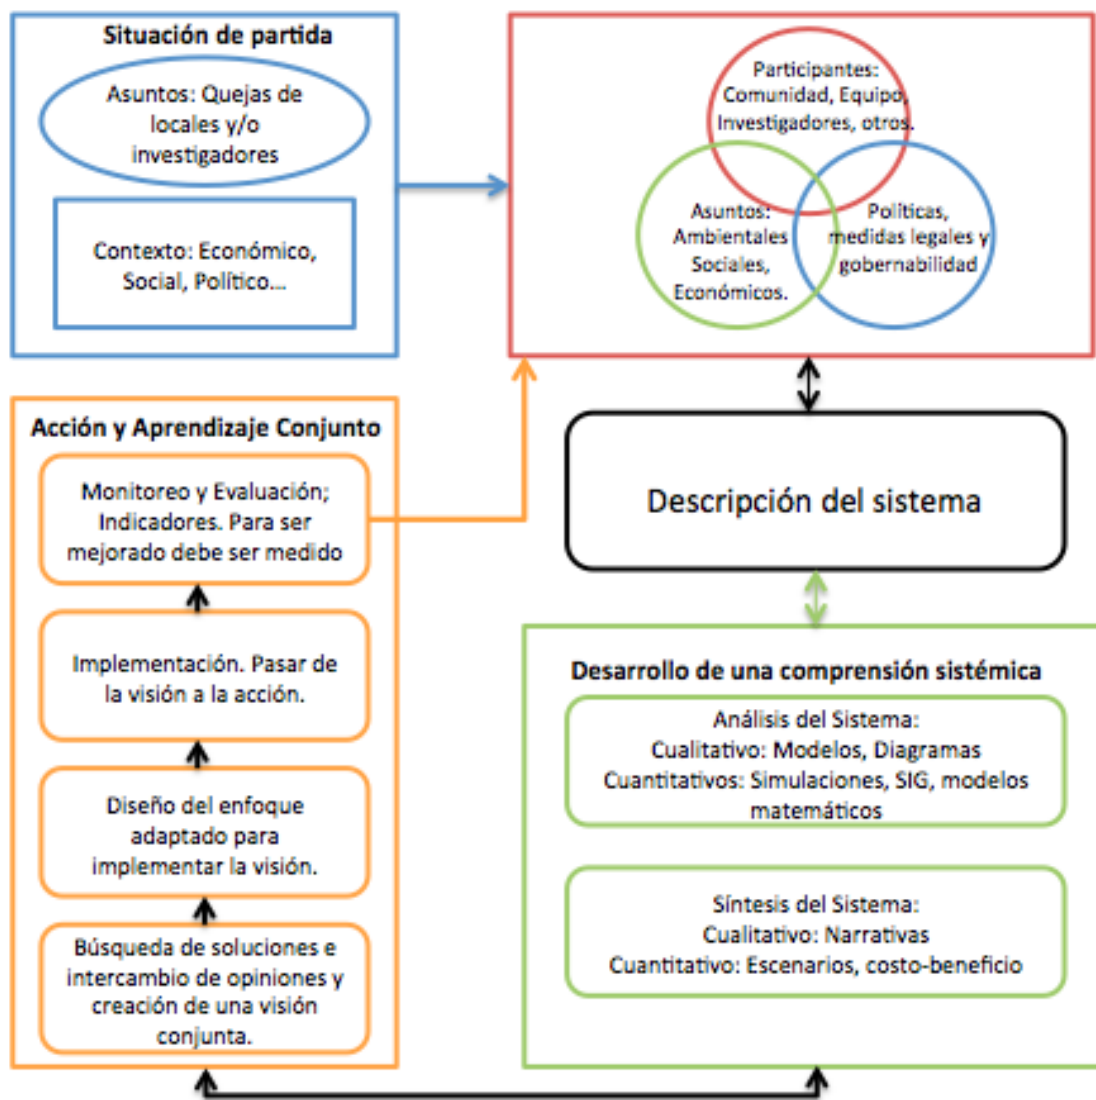 Situación de partida
Asuntos: Quejas de
locales y/o
investigadores
Contexto: Económico,
Social, Político...
Participantes:
Comunidad, Equipo,
Investigadores, otros.
Asuntos:
Ambientales
Sociales,
Económicos.
Políticas,
medidas legales y
gobernabilidad
Descripción del sistema
Acción y Aprendizaje Conjunto
Monitoreo y Evaluación;
Indicadores. Para ser
mejorado debe ser medido
Implementación. Pasar de
la visión a la acción.
Diseño del enfoque
adaptado para
implementar la visión.
Búsqueda de soluciones e
intercambio de opiniones y
creación de una visión
conjunta.
Desarrollo de una comprensión sistémica
Análisis del Sistema:
Cualitativo: Modelos, Diagramas
Cuantitativos: Simulaciones, SIG, modelos
matemáticos
Síntesis del Sistema:
Cualitativo: Narrativas
Cuantitativo: Escenarios, costo-beneficio